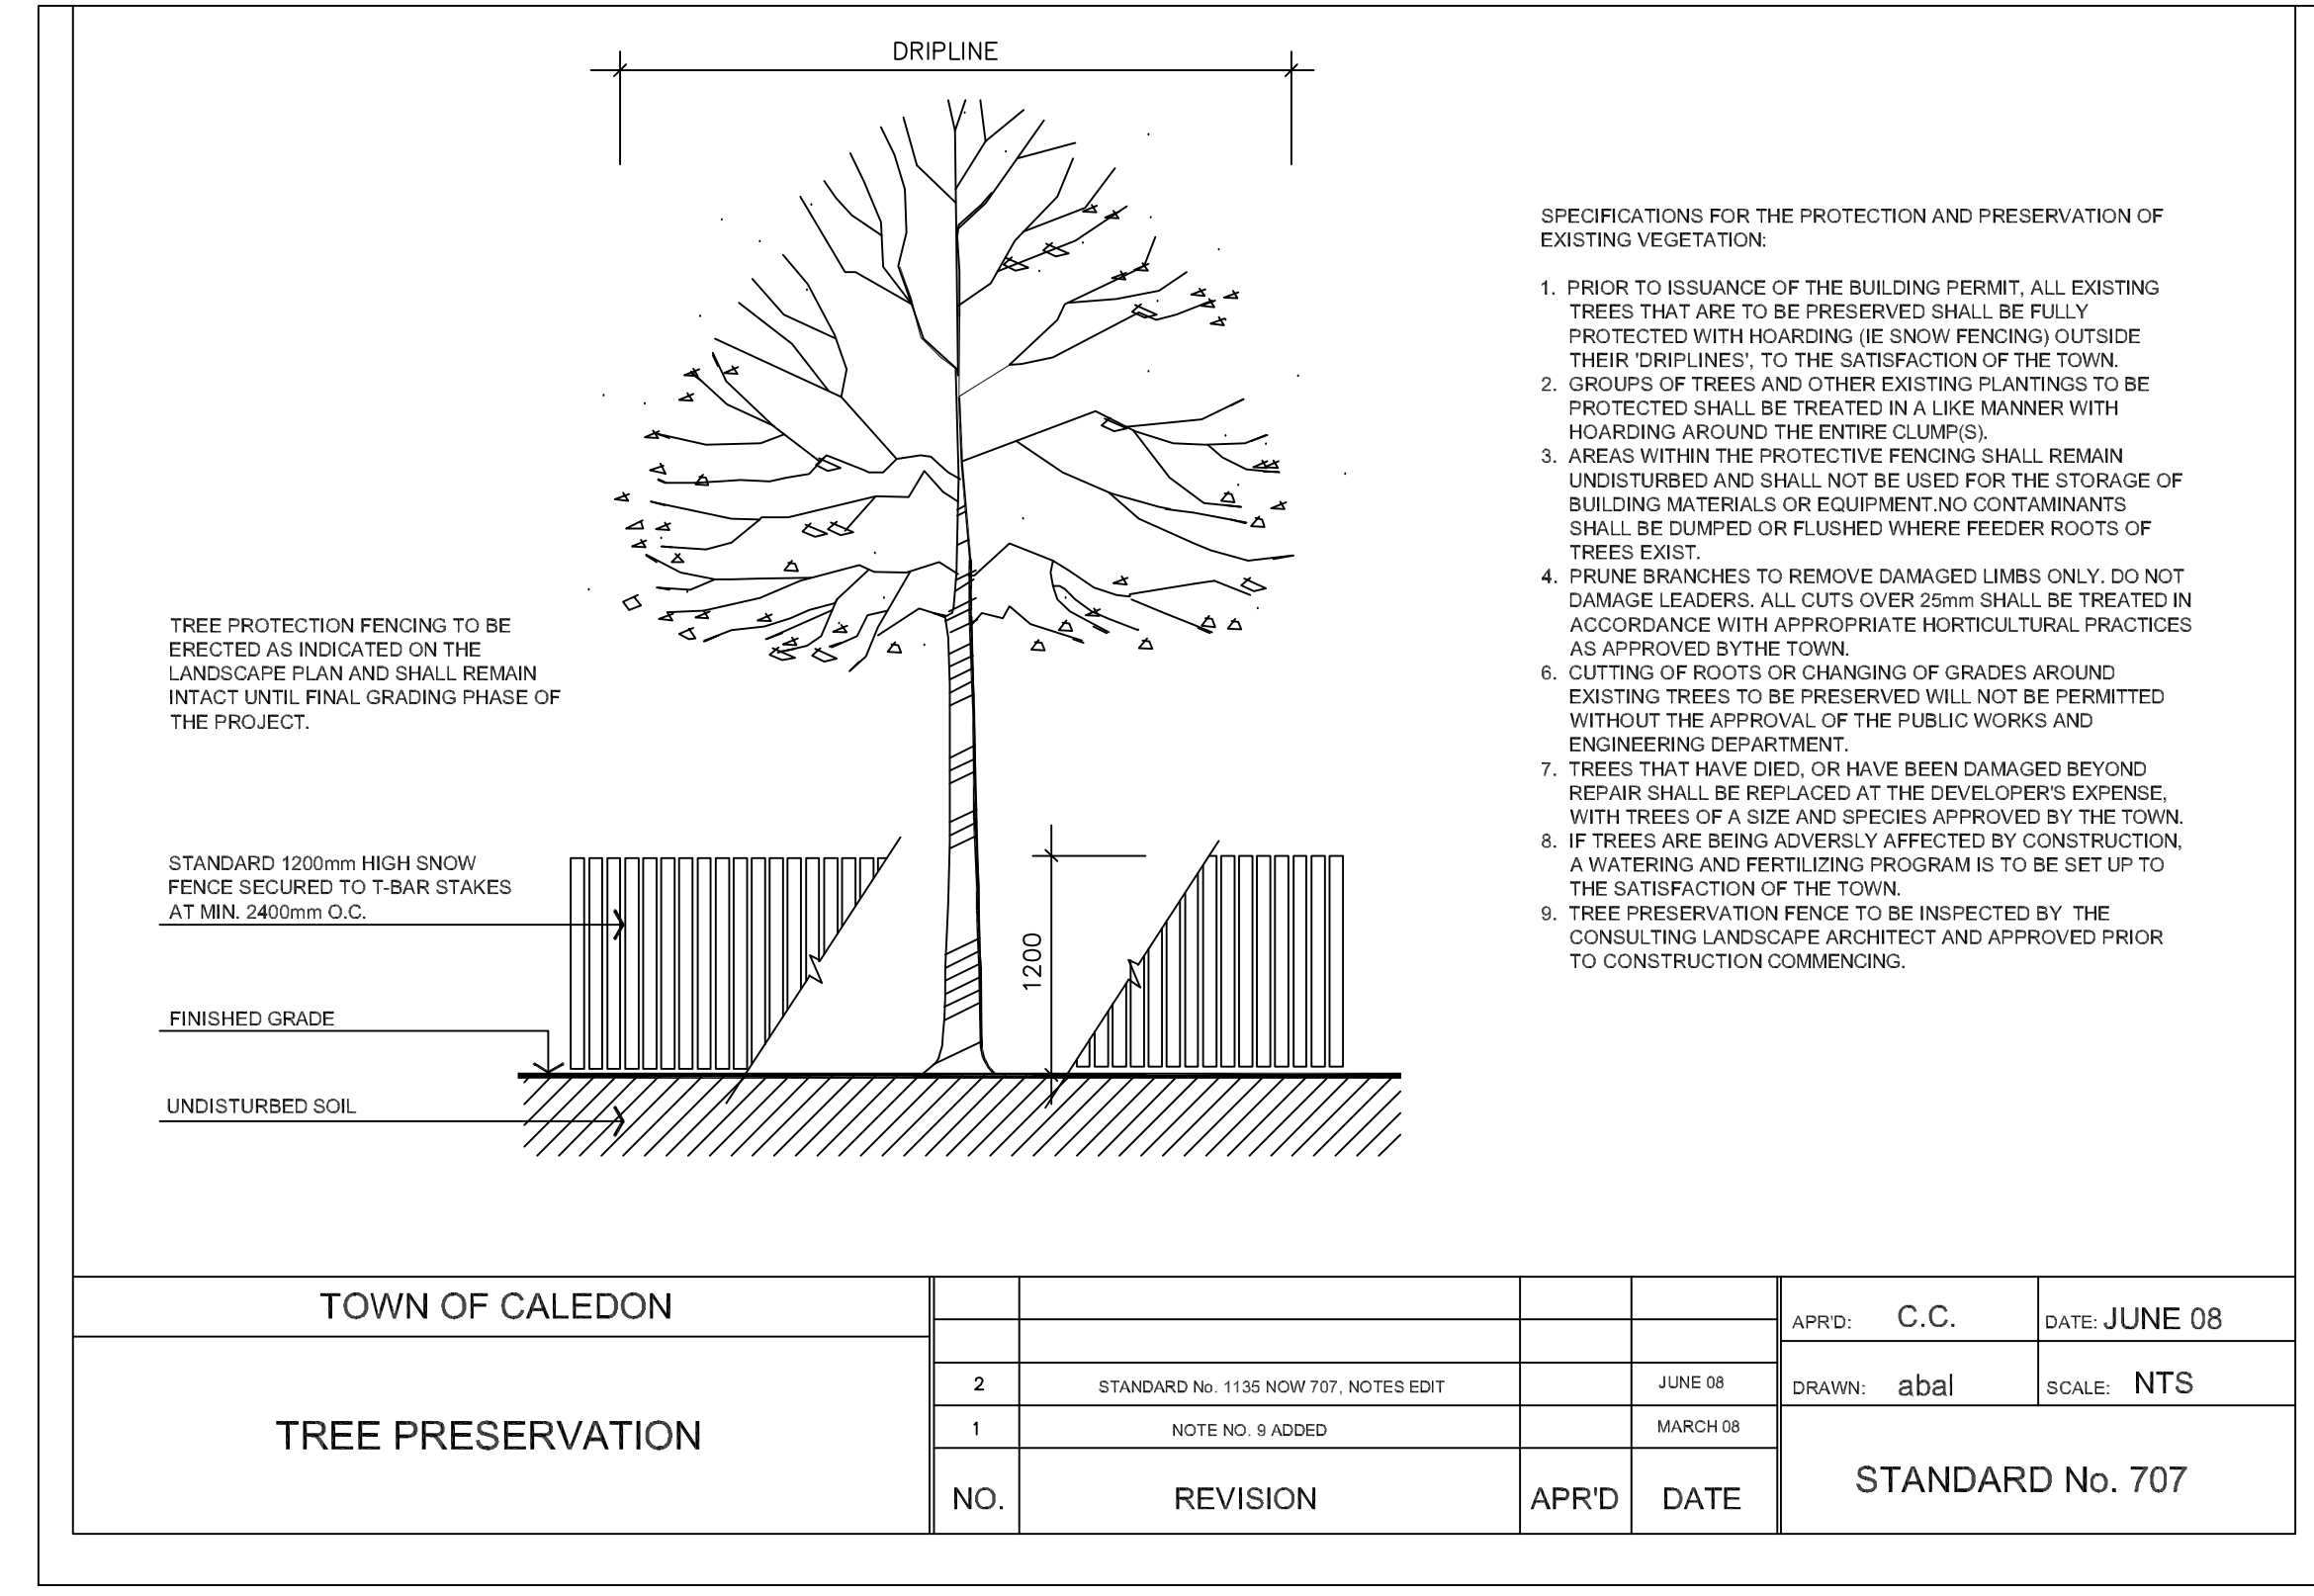 DRIPLINE
SPECIFICATIONS FOR THE PROTECTION AND PRESERVATION OF
EXISTING VEGETATION:
1. PRIOR TO ISSUANCE OF THE BUILDING PERMIT, ALL EXISTING
TREES THAT ARE TO BE PRESERVED SHALL BE FULLY
PROTECTED WITH HOARDING (IE SNOW FENCING) OUTSIDE
THEIR 'DRIPLINES', TO THE SATISFACTION OF THE TOWN.
2. GROUPS OF TREES AND OTHER EXISTING PLANTINGS TO BE
PROTECTED SHALL BE TREATED IN A LIKE MANNER WITH
HOARDING AROUND THE ENTIRE CLUMP(S).
3. AREAS WITHIN THE PROTECTIVE FENCING SHALL REMAIN
UNDISTURBED AND SHALL NOT BE USED FOR THE STORAGE OF
BUILDING MATERIALS OR EQUIPMENT.NO CONTAMINANTS
SHALL BE DUMPED OR FLUSHED WHERE FEEDER ROOTS OF
TREES EXIST.
4. PRUNE BRANCHES TO REMOVE DAMAGED LIMBS ONLY. DO NOT
DAMAGE LEADERS. ALL CUTS OVER 25mm SHALL BE TREATED IN
ACCORDANCE WITH APPROPRIATE HORTICULTURAL PRACTICES
AS APPROVED BYTHE TOWN.
6. CUTTING OF ROOTS OR CHANGING OF GRADES AROUND
EXISTING TREES TO BE PRESERVED WILL NOT BE PERMITTED
WITHOUT THE APPROVAL OF THE PUBLIC WORKS AND
ENGINEERING DEPARTMENT.
7. TREES THAT HAVE DIED, OR HAVE BEEN DAMAGED BEYOND
REPAIR SHALL BE REPLACED AT THE DEVELOPER'S EXPENSE,
WITH TREES OF A SIZE AND SPECIES APPROVED BY THE TOWN.
8. IF TREES ARE BEING ADVERSLY AFFECTED BY CONSTRUCTION,
A WATERING AND FERTILIZING PROGRAM IS TO BE SET UP TO
THE SATISFACTION OF THE TOWN.
9. TREE PRESERVATION FENCE TO BE INSPECTED BY THE
CONSULTING LANDSCAPE ARCHITECT AND APPROVED PRIOR
TO CONSTRUCTION COMMENCING.
TREE PROTECTION FENCING TO BE
ERECTED AS INDICATED ON THE
LANDSCAPE PLAN AND SHALL REMAIN
INTACT UNTIL FINAL GRADING PHASE OF
THE PROJECT.
STANDARD 1200mm HIGH SNOW
FENCE SECURED TO T-BAR STAKES
AT MIN. 2400mm O.C.
1200
FINISHED GRADE
UNDISTURBED SOIL
TOWN OF CALEDON
TREE PRESERVATION
2 STANDARD No. 1135 NOW 707, NOTES EDIT JUNE 08
1 NOTE NO. 9 ADDED MARCH 08
NO. REVISION APR'D DATE
APR'D: C.C. DATE: JUNE 08
DRAWN: abal SCALE: NTS
STANDARD No. 707